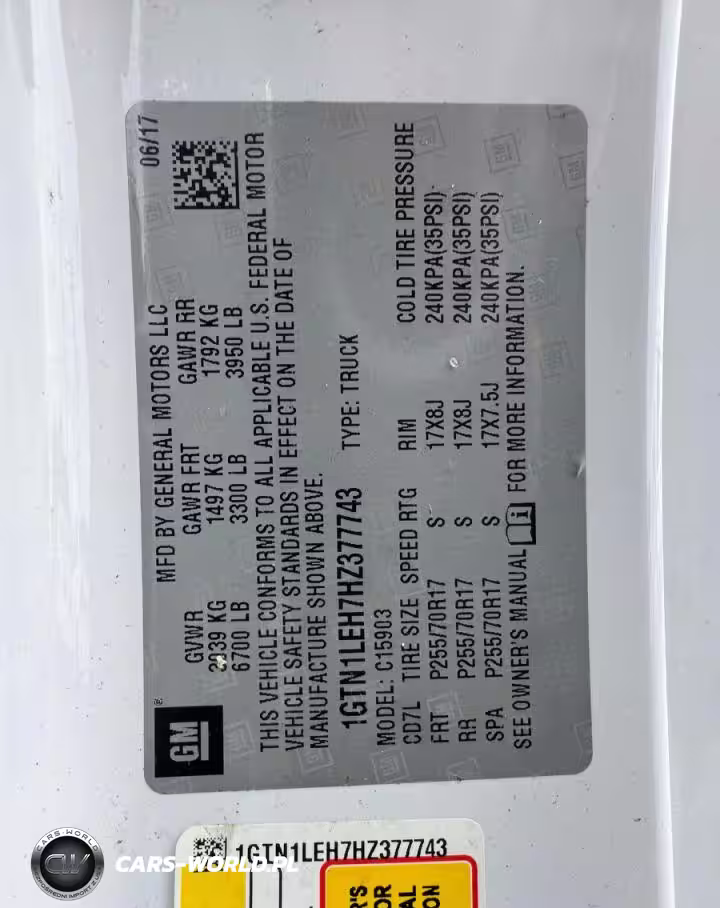 06/17
MFD BY GENERAL MOTORS LLC
GVWR GAWR FRT GAWR RR
3039 KG 1497 KG 1792 KG
6700 LB 3300 LB 3950 LB
GM®
THIS VEHICLE CONFORMS TO ALL APPLICABLE U.S. FEDERAL MOTOR
VEHICLE SAFETY STANDARDS IN EFFECT ON THE DATE OF
MANUFACTURE SHOWN ABOVE.
1GTN1LEH7HZ377743 TYPE: TRUCK
MODEL: C15903
CD7L TIRE SIZE SPEED RTG RIM COLD TIRE PRESSURE
FRT P255/70R17 S 17X8J 240KPA(35PSI)
RR P255/70R17 S 17X8J 240KPA(35PSI)
SPA P255/70R17 S 17X7.5J 240KPA(35PSI)
SEE OWNER'S MANUAL FOR MORE INFORMATION.
1GTN1LEH7HZ377743
CARS-WORLD
CARS-WORLD.PL